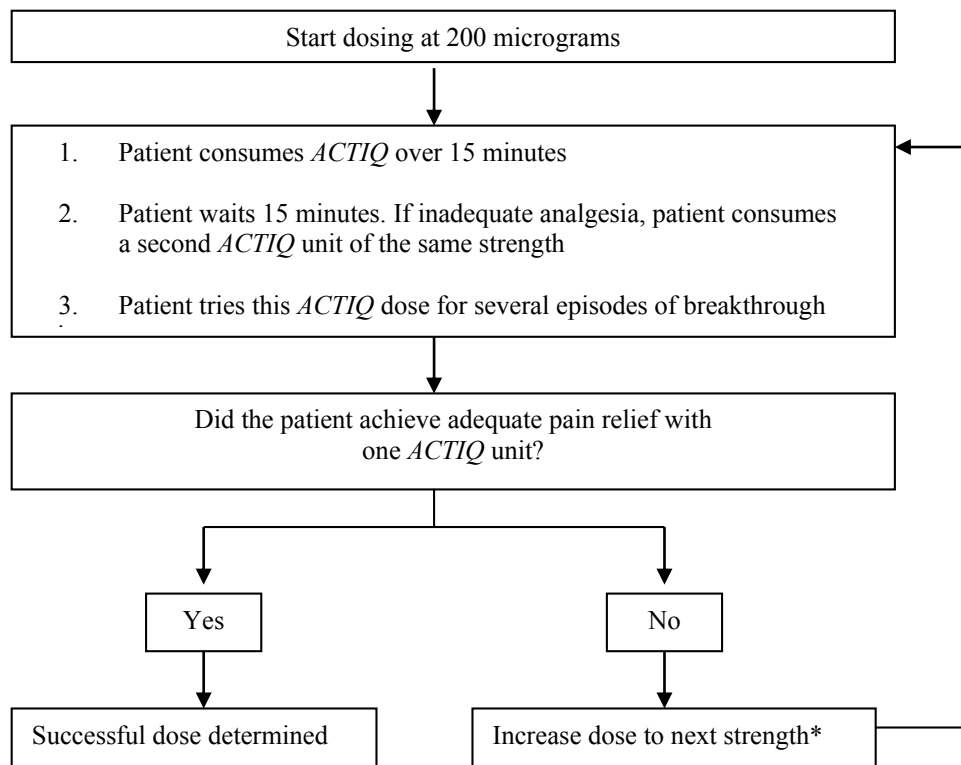 Start dosing at 200 micrograms
1. Patient consumes ACTIQ over 15 minutes
2. Patient waits 15 minutes. If inadequate analgesia, patient consumes
a second ACTIQ unit of the same strength
3. Patient tries this ACTIQ dose for several episodes of breakthrough
Did the patient achieve adequate pain relief with
one ACTIQ unit?
Yes
No
Successful dose determined
Increase dose to next strength*